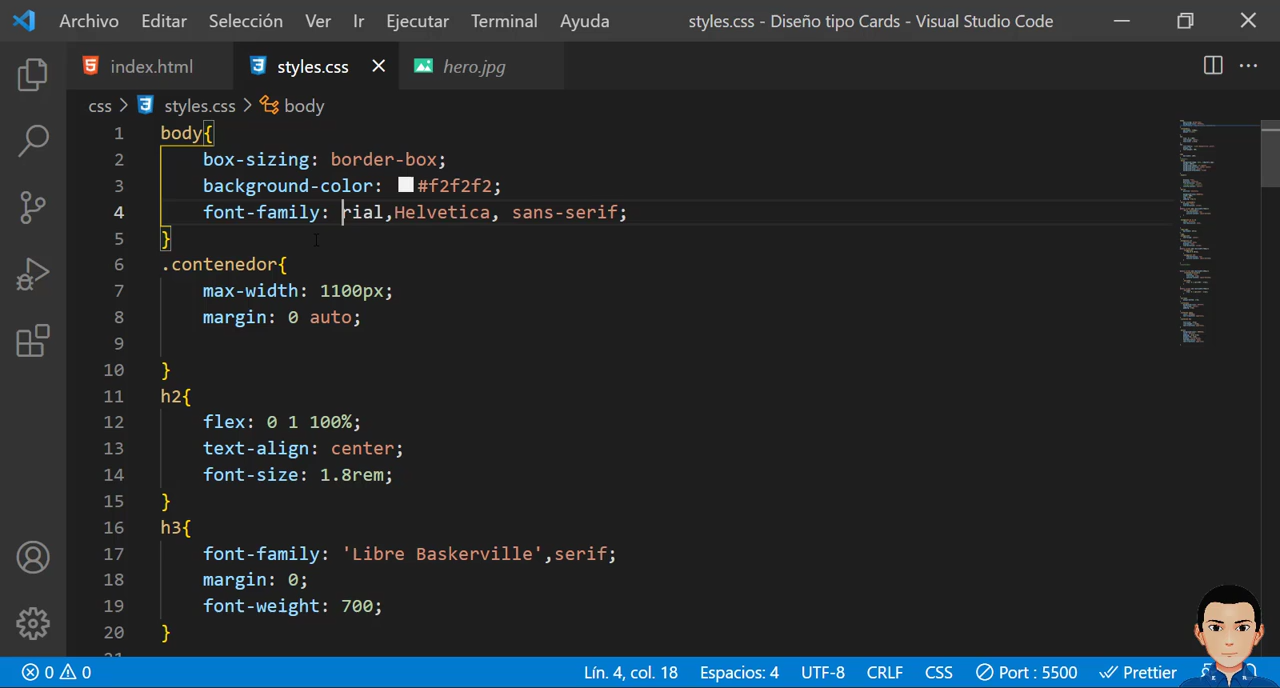 Archivo Editar Selección Ver Ir Ejecutar Terminal Ayuda styles.css - Diseño tipo Cards - Visual Studio Code
index.html styles.css hero.jpg
css > styles.css > body
1 body{
2 box-sizing: border-box;
3 background-color: #f2f2f2;
4 font-family: rial,Helvetica, sans-serif;
5 }
6 .contenedor{
7 max-width: 1100px;
8 margin: 0 auto;
9
10 }
11 h2{
12 flex: 0 1 100%;
13 text-align: center;
14 font-size: 1.8rem;
15 }
16 h3{
17 font-family: 'Libre Baskerville',serif;
18 margin: 0;
19 font-weight: 700;
20 }
0 0 Lín. 4, col. 18 Espacios: 4 UTF-8 CRLF CSS Port : 5500 Prettier